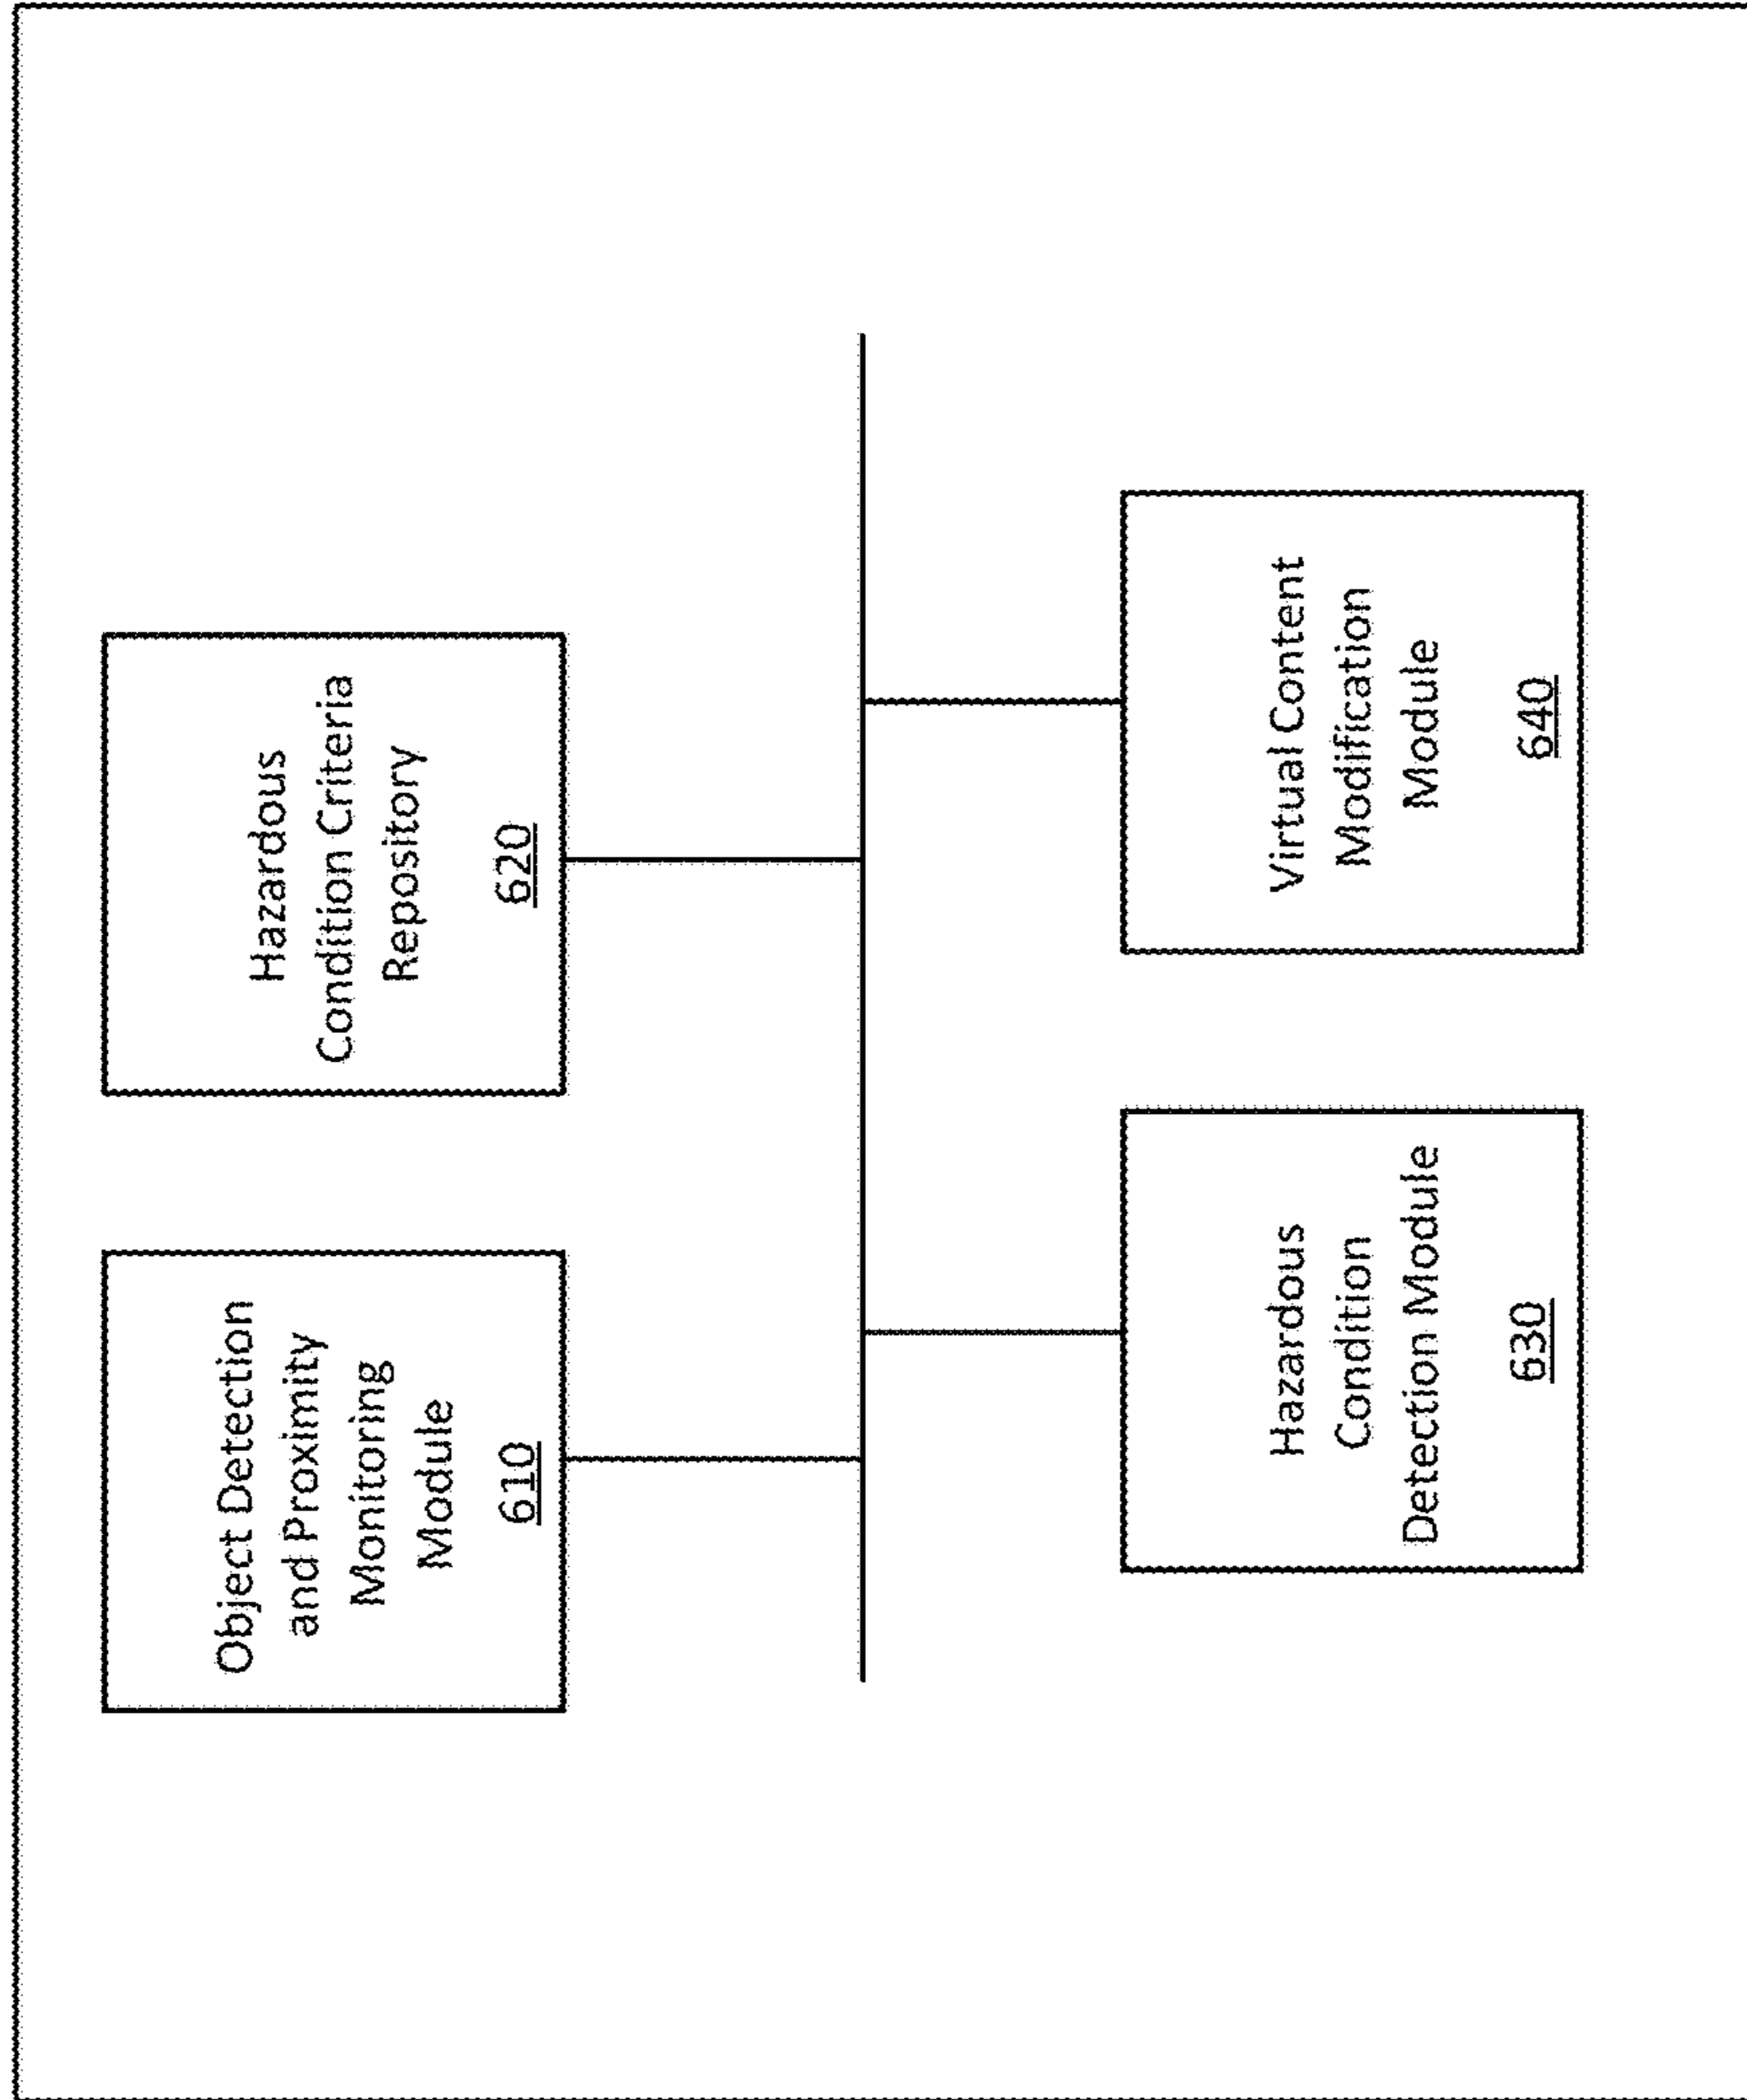 Object Detection
and Proximity
Monitoring
Module
610
Hazardous
Condition Criteria
Repository
620
Hazardous
Condition
Detection Module
630
Virtual Content
Modification
Module
640